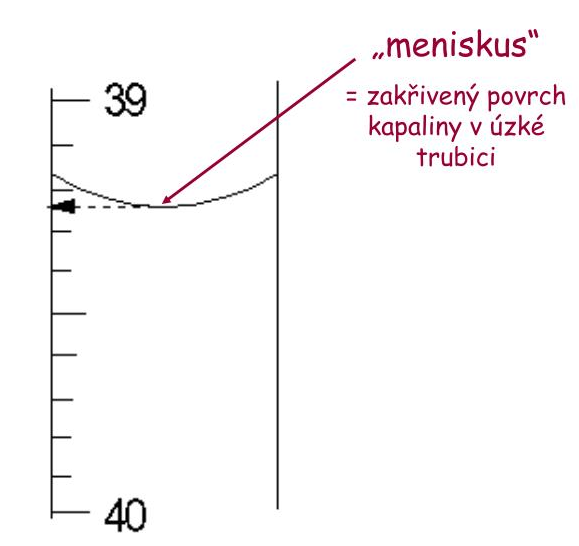 „meniskus“
39
= zakřivený povrch
kapaliny v úzké
trubici
40